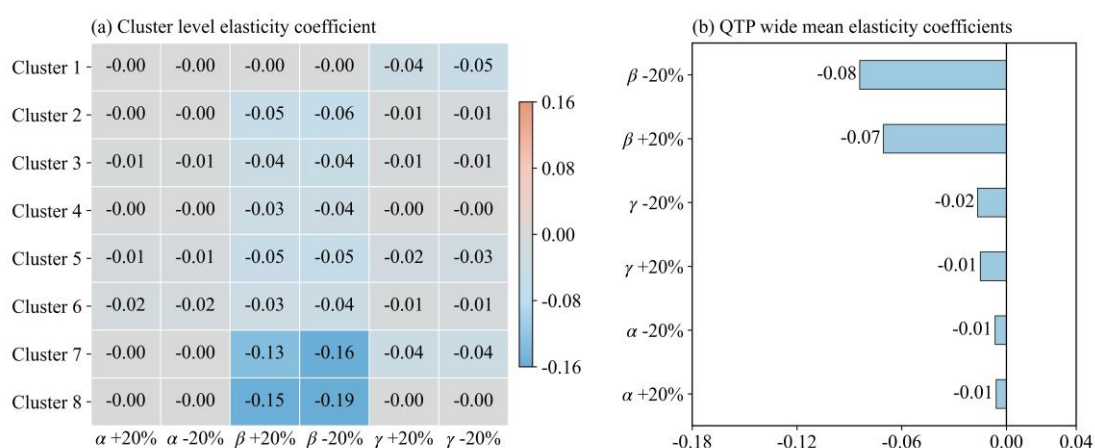 (a) Cluster level elasticity coefficient
Cluster 1 -0.00 -0.00 -0.00 -0.00 -0.04 -0.05
Cluster 2 -0.00 -0.00 -0.05 -0.06 -0.01 -0.01
Cluster 3 -0.01 -0.01 -0.04 -0.04 -0.01 -0.01
Cluster 4 -0.00 -0.00 -0.03 -0.04 -0.00 -0.00
Cluster 5 -0.01 -0.01 -0.05 -0.05 -0.02 -0.03
Cluster 6 -0.02 -0.02 -0.03 -0.04 -0.01 -0.01
Cluster 7 -0.00 -0.00 -0.13 -0.16 -0.04 -0.04
Cluster 8 -0.00 -0.00 -0.15 -0.19 -0.00 -0.00
α +20% α -20% β +20% β -20% γ +20% γ -20%
0.16
0.08
0.00
-0.08
-0.16
(b) QTP wide mean elasticity coefficients
β -20% -0.08
β +20% -0.07
γ -20% -0.02
γ +20% -0.01
α -20% -0.01
α +20% -0.01
-0.18 -0.12 -0.06 0.00 0.04